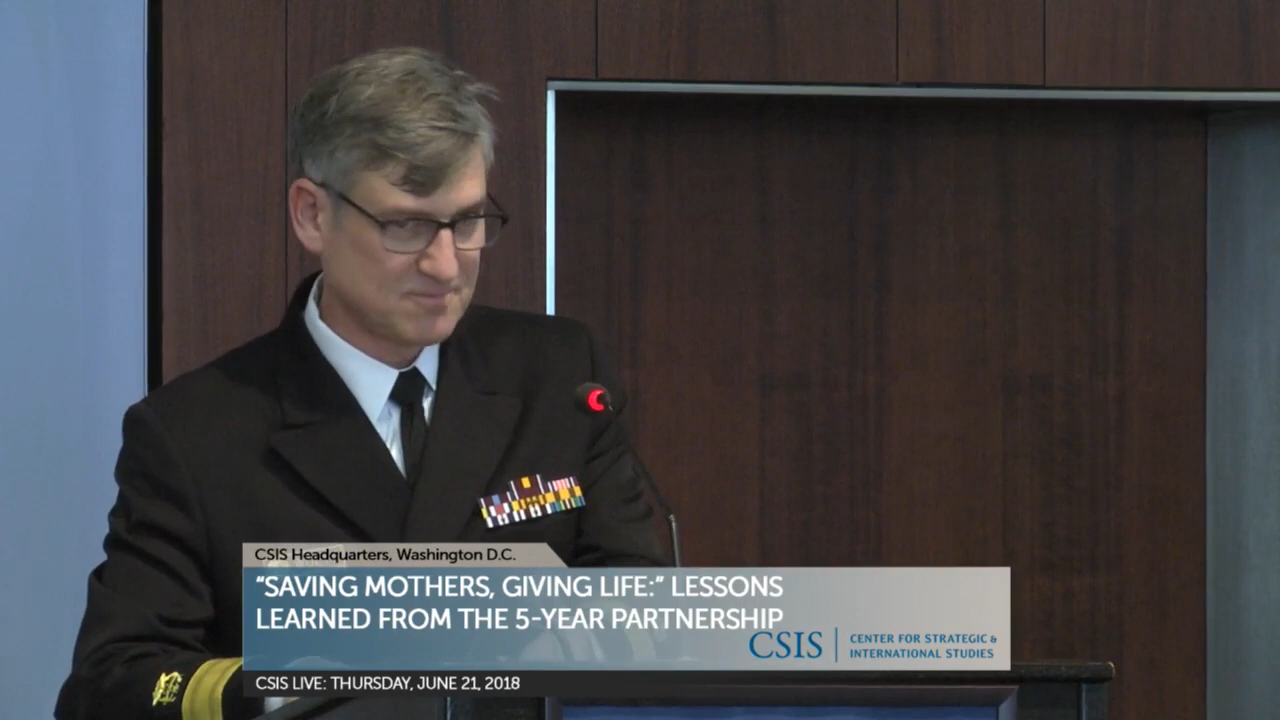 CSIS Headquarters, Washington D.C.
“SAVING MOTHERS, GIVING LIFE:” LESSONS
LEARNED FROM THE 5-YEAR PARTNERSHIP
CSIS
CENTER FOR STRATEGIC &
INTERNATIONAL STUDIES
CSIS LIVE: THURSDAY, JUNE 21, 2018